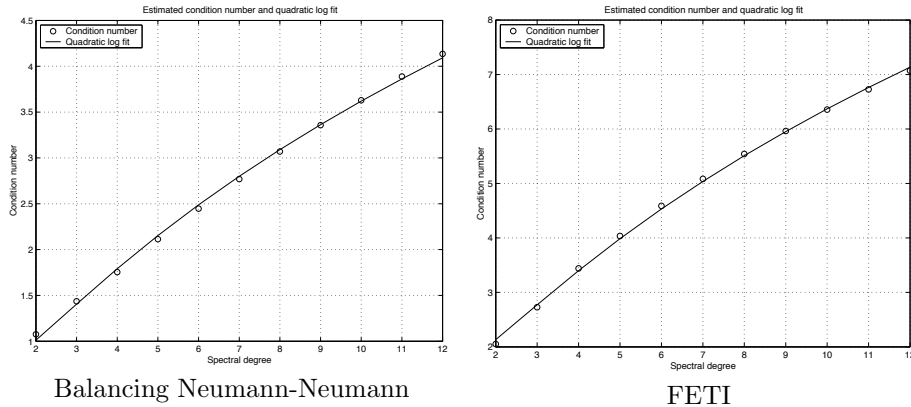 Estimated condition number and quadratic log fit
4.5
4
3.5
3
2.5
2
1.5
1
Condition number
Condition number
Quadratic log fit
2 3 4 5 6 7 8 9 10 11 12
Spectral degree
Balancing Neumann-Neumann
Estimated condition number and quadratic log fit
8
7
6
5
4
3
2
Condition number
Condition number
Quadratic log fit
2 3 4 5 6 7 8 9 10 11 12
Spectral degree
FETI